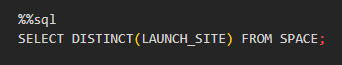 %%sql
SELECT DISTINCT(LAUNCH_SITE) FROM SPACE;